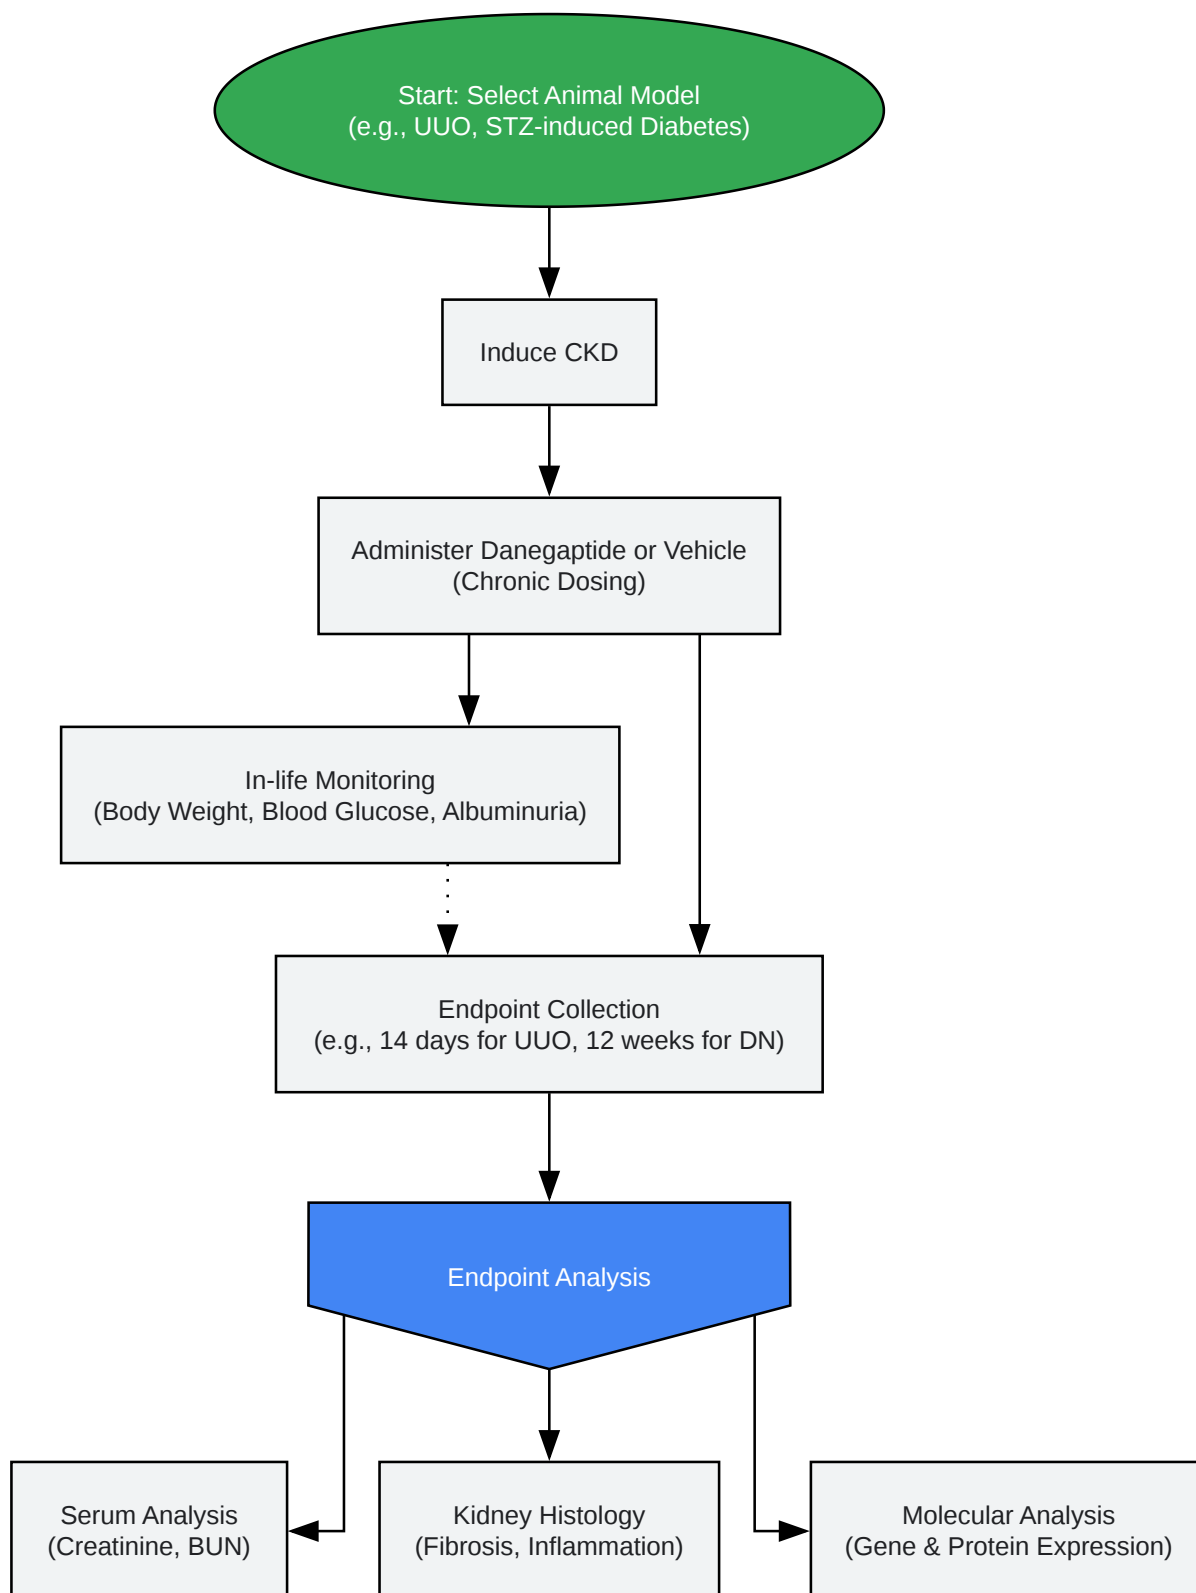 Start: Select Animal Model
(e.g., UUO, STZ-induced Diabetes)
Induce CKD
Administer Danegaptide or Vehicle
(Chronic Dosing)
In-life Monitoring
(Body Weight, Blood Glucose, Albuminuria)
Endpoint Collection
(e.g., 14 days for UUO, 12 weeks for DN)
Endpoint Analysis
Serum Analysis
(Creatinine, BUN)
Kidney Histology
(Fibrosis, Inflammation)
Molecular Analysis
(Gene & Protein Expression)